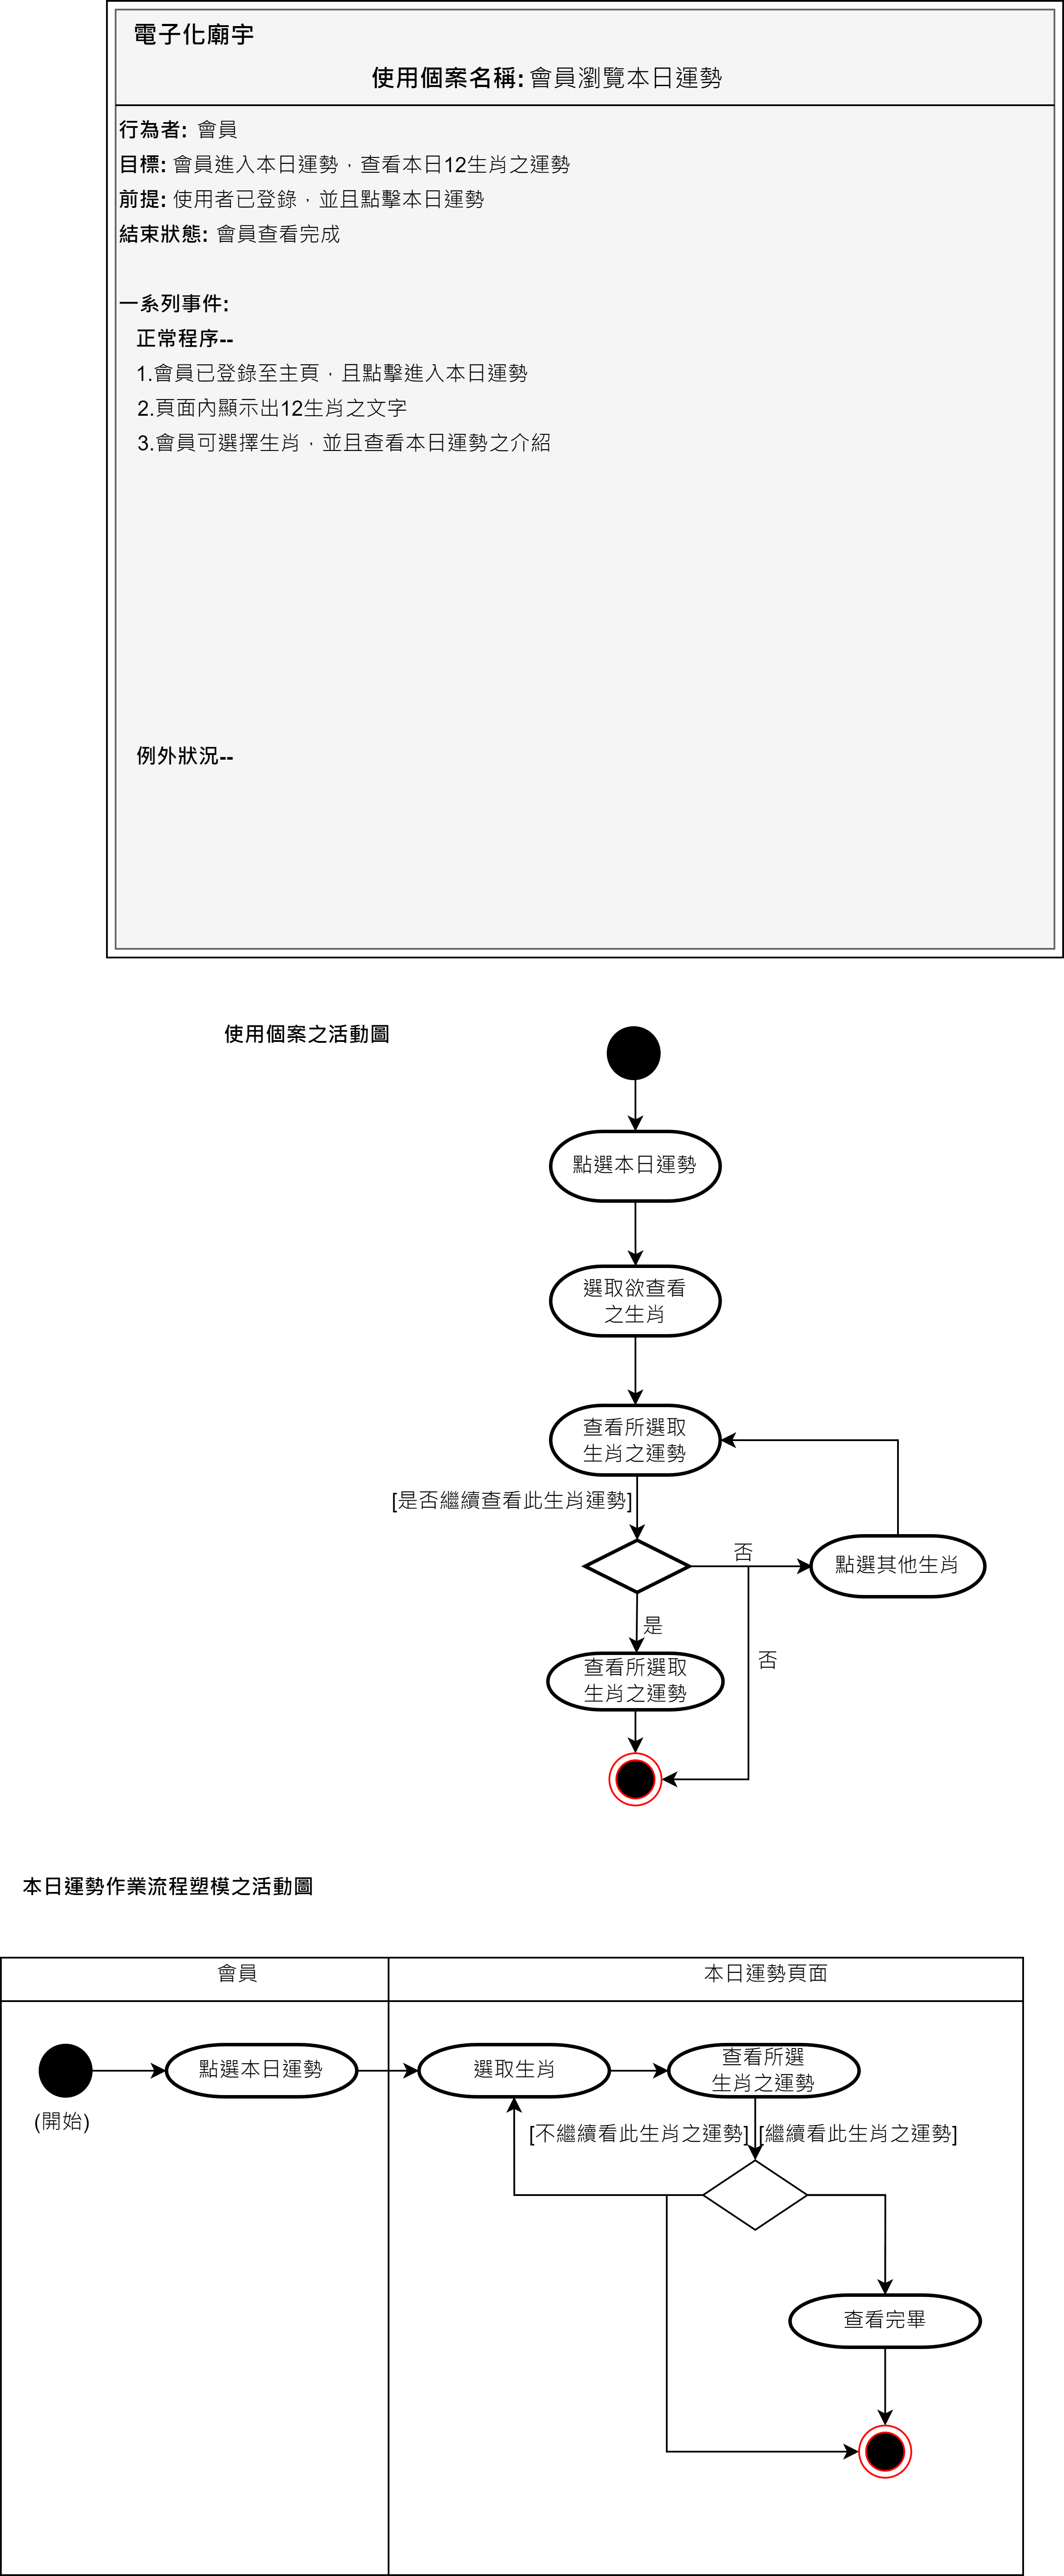 電子化廟宇
使用個案名稱: 會員瀏覽本日運勢
行為者: 會員
目標: 會員進入本日運勢，查看本日12生肖之運勢
前提: 使用者已登錄，並且點擊本日運勢
結束狀態: 會員查看完成
一系列事件:
正常程序--
1.會員已登錄至主頁，且點擊進入本日運勢
2.頁面內顯示出12生肖之文字
3.會員可選擇生肖，並且查看本日運勢之介紹
例外狀況--
使用個案之活動圖
點選本日運勢
選取欲查看
之生肖
查看所選取
生肖之運勢
[是否繼續查看此生肖運勢]
否
點選其他生肖
是
否
查看所選取
生肖之運勢
本日運勢作業流程塑模之活動圖
會員
本日運勢頁面
點選本日運勢
選取生肖
查看所選
生肖之運勢
(開始)
[不繼續看此生肖之運勢]
[繼續看此生肖之運勢]
查看完畢